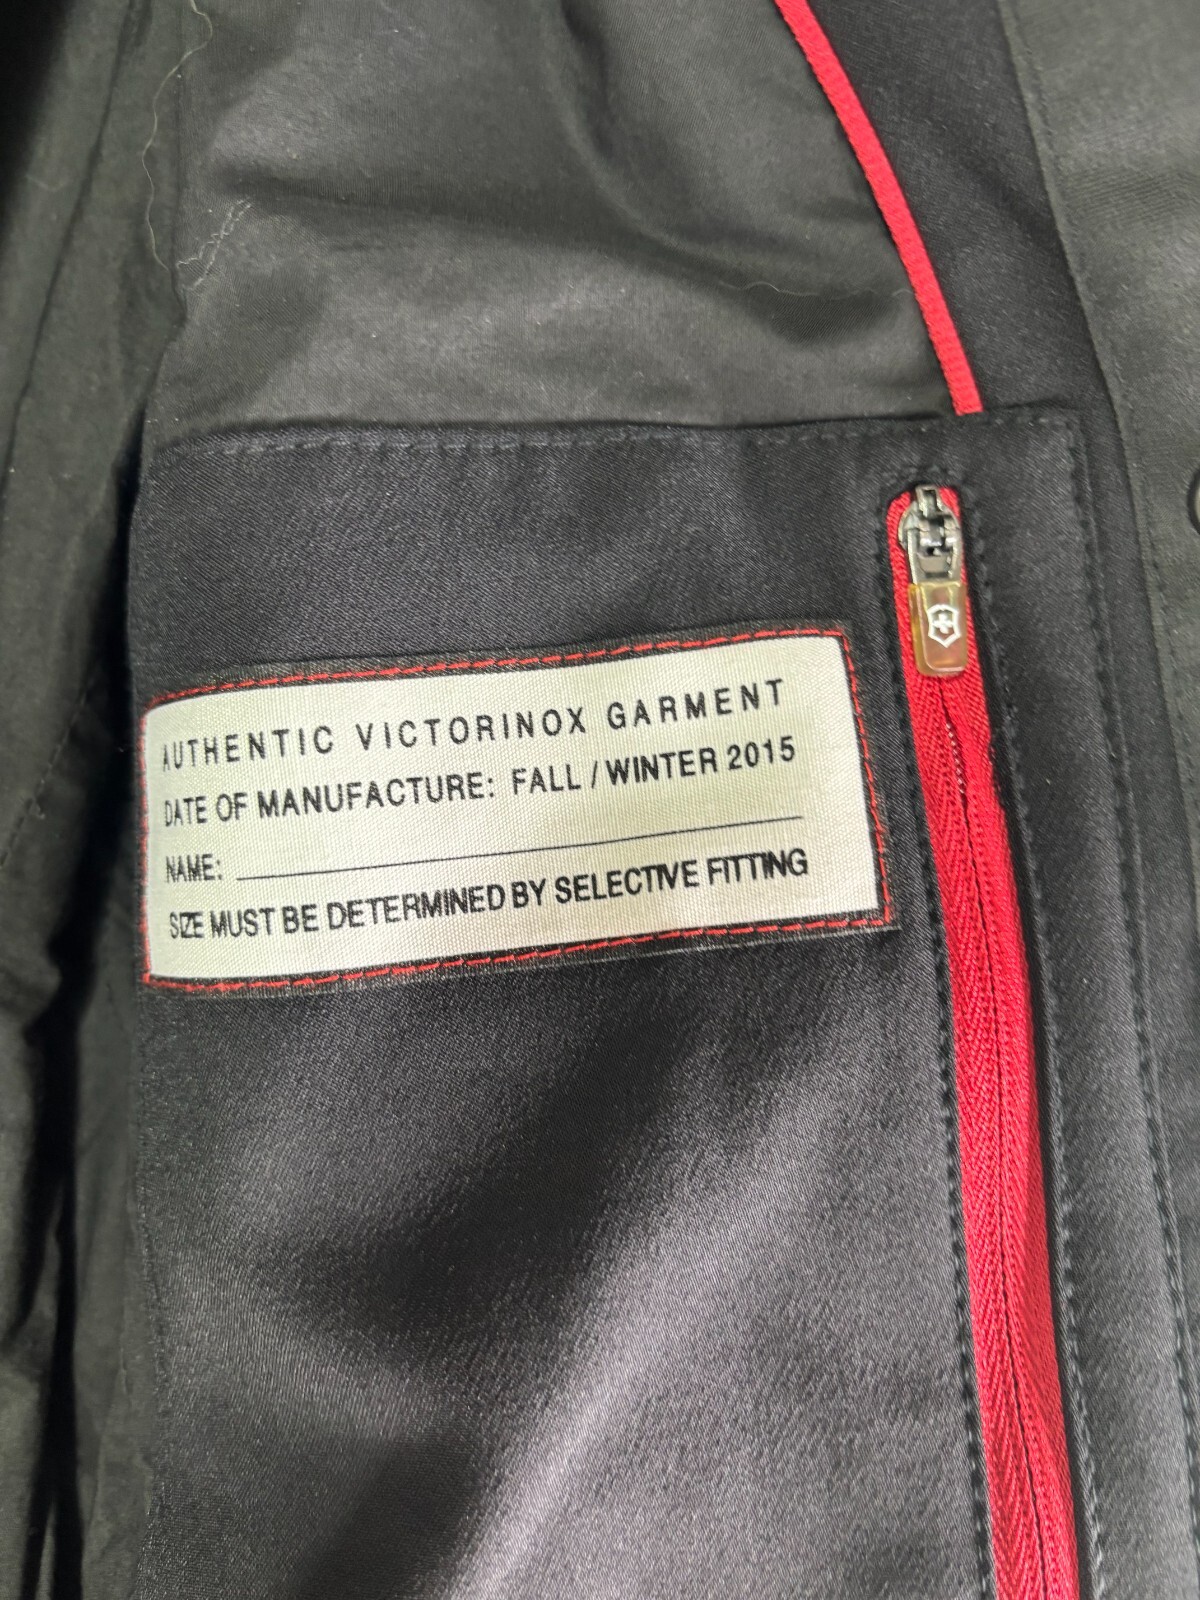 AUTHENTIC VICTORINOX GARMENT
DATE OF MANUFACTURE: FALL / WINTER 2015
NAME:
SIZE MUST BE DETERMINED BY SELECTIVE FITTING